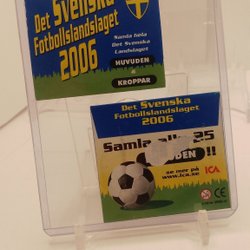 Det Svenska
Fotbollslandslaget
2006
Samla hela
Det Svenska
Landslaget
HUVUDEN
&
KROPPAR
Det Svenska
Fotbollslandslaget
2006
Samla alla 25
HUVUDEN !!
se mer på
www.ica.se
ICA